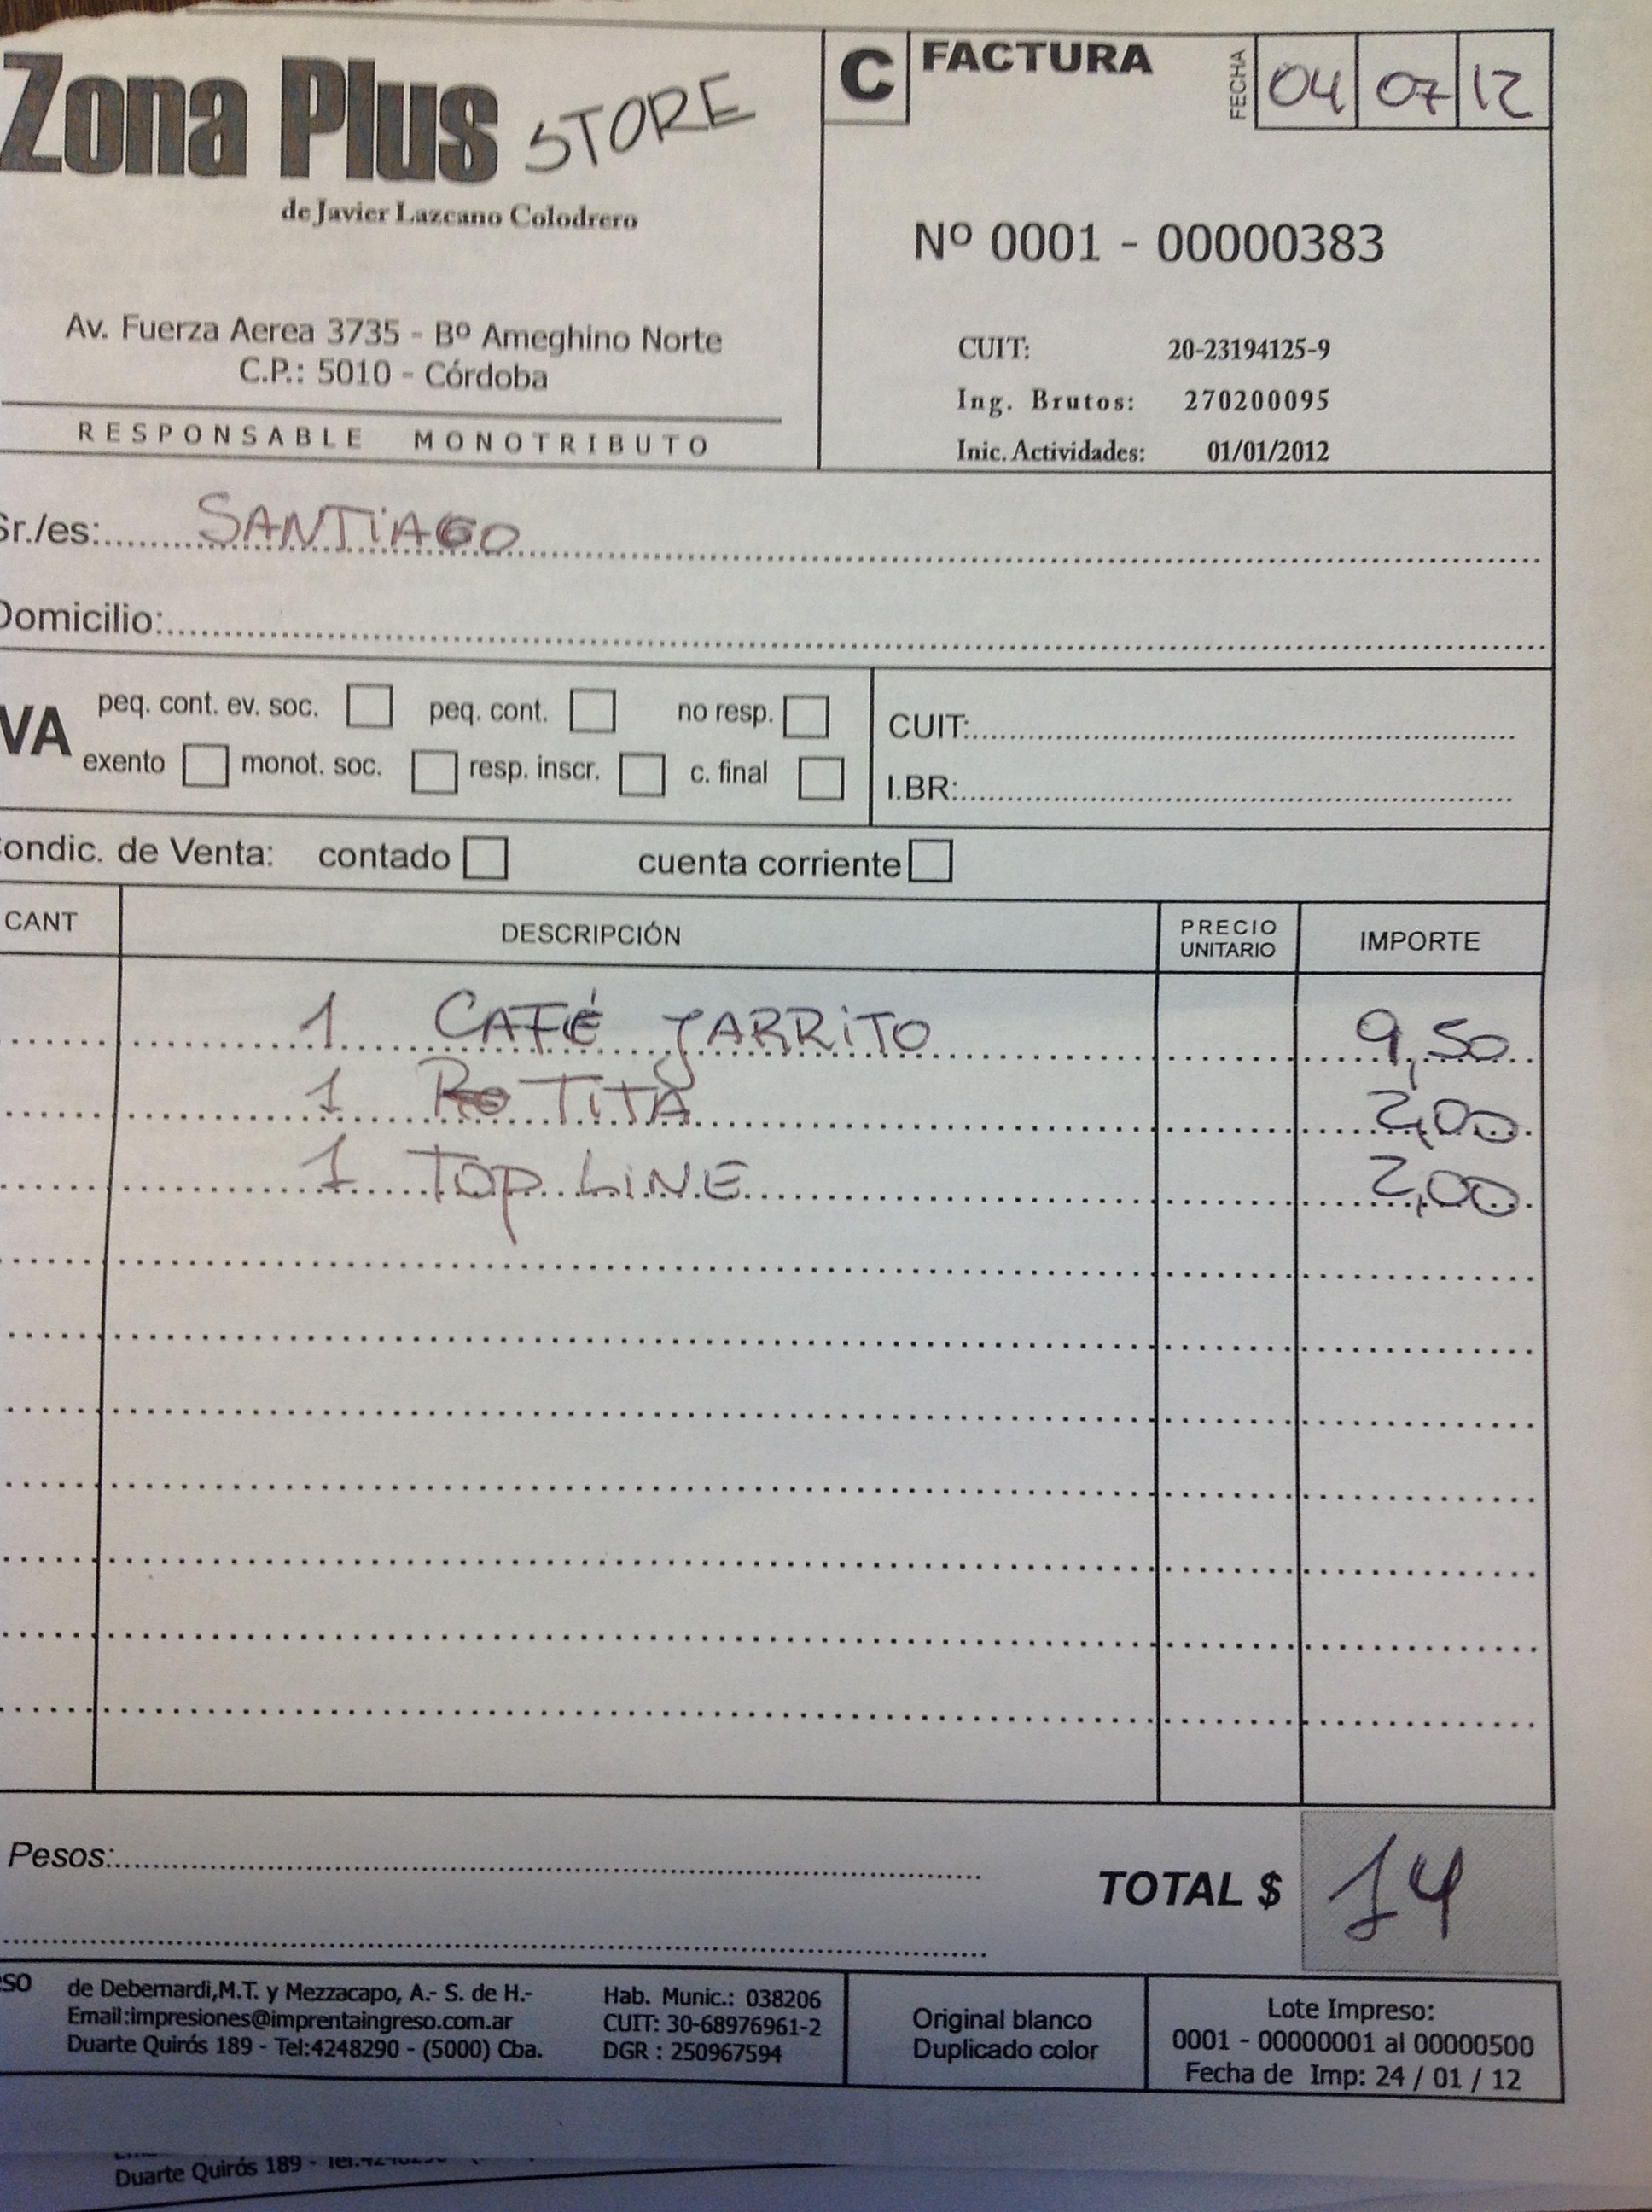 Zona Plus STORE
de Javier Lazcano Colodrero
Av. Fuerza Aerea 3735 - Bº Ameghino Norte
C.P.: 5010 - Córdoba
RESPONSABLE MONOTRIBUTO
C FACTURA
FECHA 04 07 12
Nº 0001 - 00000383
CUIT: 20-23194125-9
Ing. Brutos: 270200095
Inic. Actividades: 01/01/2012
Sr./es: SANTIAGO
Domicilio:
VA peq. cont. ev. soc. peq. cont. no resp.
exento monot. soc. resp. inscr. c. final
CUIT:
I.BR:
ondic. de Venta: contado cuenta corriente
CANT DESCRIPCIÓN PRECIO UNITARIO IMPORTE
1 CAFÉ JARRITO 9,50
1 TITA 2,00
1 TOP LINE 2,00
Pesos:
TOTAL $ 14
SO de Debernardi,M.T. y Mezzacapo, A.- S. de H.-
Email:impresiones@imprentaingreso.com.ar
Duarte Quirós 189 - Tel:4248290 - (5000) Cba.
Hab. Munic.: 038206
CUIT: 30-68976961-2
DGR : 250967594
Original blanco
Duplicado color
Lote Impreso:
0001 - 00000001 al 00000500
Fecha de Imp: 24 / 01 / 12
Duarte Quirós 189 -